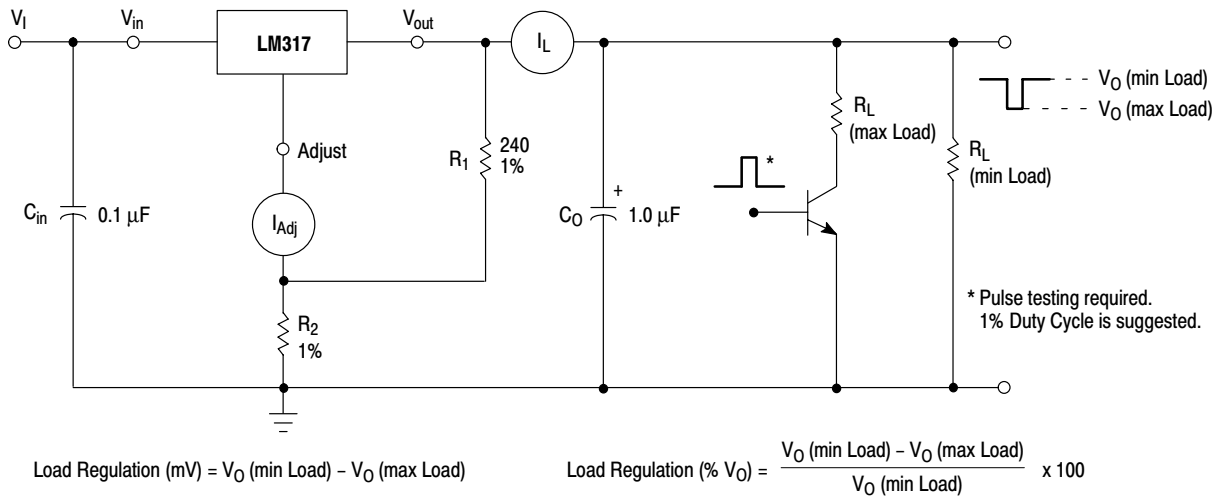 V_I
V_in
LM317
V_out
I_L
V_O (min Load)
V_O (max Load)
R_L
(max Load)
Adjust
R_1
240
1%
*
R_L
(min Load)
C_in
0.1 μF
I_Adj
+
C_O
1.0 μF
R_2
1%
* Pulse testing required.
1% Duty Cycle is suggested.
Load Regulation (mV) = V_O (min Load) – V_O (max Load)
Load Regulation (% V_O) = V_O (min Load) – V_O (max Load) / V_O (min Load) x 100